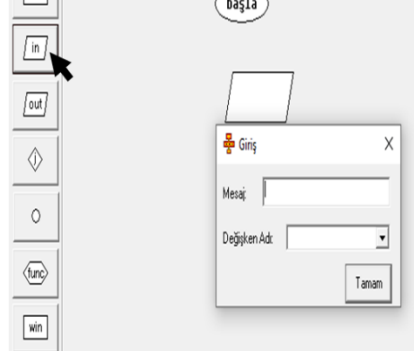 başla
in
out
Giriş
X
Mesaj:
Değişken Adı:
Tamam
func
win